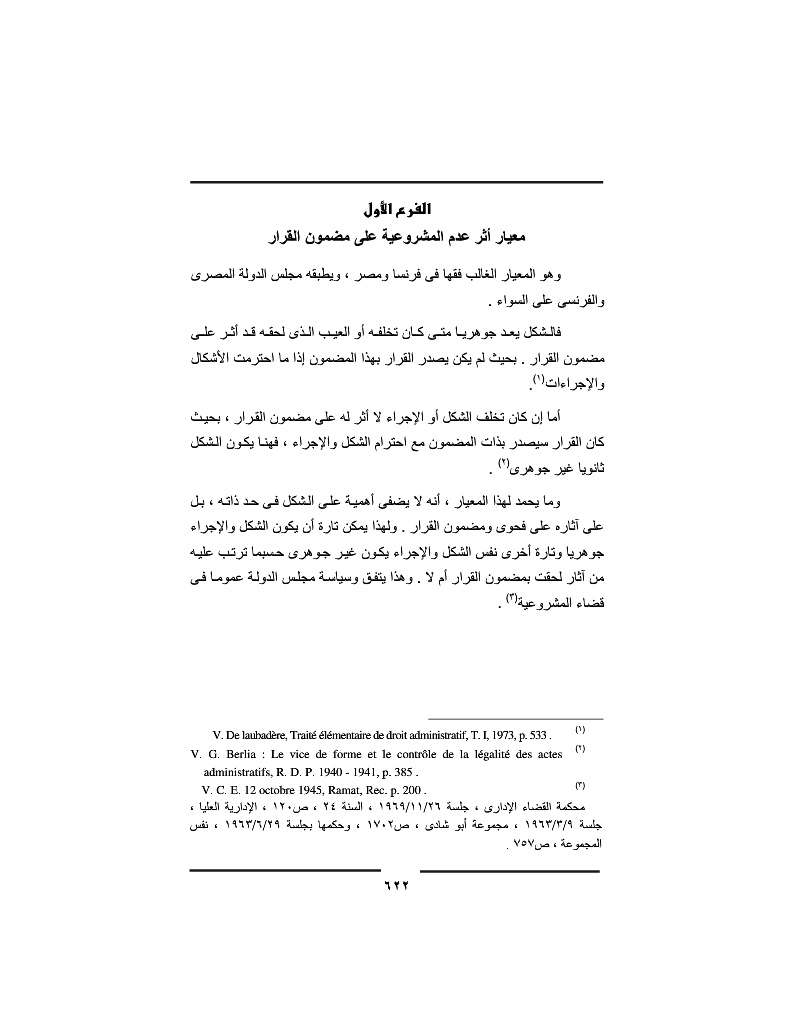 الفرع الأول
معيار أثر عدم المشروعية على مضمون القرار
وهو المعيار الغالب فقها فى فرنسا ومصر ، ويطبقه مجلس الدولة المصرى
والفرنسى على السواء .
فالشكل يعد جوهريا متى كان تخلفه أو العيب الذى لحقه قد أثر على
مضمون القرار . بحيث لم يكن يصدر القرار بهذا المضمون إذا ما احترمت الأشكال
والإجراءات(١).
أما إن كان تخلف الشكل أو الإجراء لا أثر له على مضمون القرار ، بحيث
كان القرار سيصدر بذات المضمون مع احترام الشكل والإجراء ، فهنا يكون الشكل
ثانويا غير جوهرى(٢) .
وما يحمد لهذا المعيار ، أنه لا يضفى أهمية على الشكل فى حد ذاته ، بل
على آثاره على فحوى ومضمون القرار . ولهذا يمكن تارة أن يكون الشكل والإجراء
جوهريا وتارة أخرى نفس الشكل والإجراء يكون غير جوهرى حسبما ترتب عليه
من آثار لحقت بمضمون القرار أم لا . وهذا يتفق وسياسة مجلس الدولة عموما فى
قضاء المشروعية(٣) .
(١) V. De laubadère, Traité élémentaire de droit administratif, T. I, 1973, p. 533 .
(٢) V. G. Berlia : Le vice de forme et le contrôle de la légalité des actes
administratifs, R. D. P. 1940 - 1941, p. 385 .
(٣) V. C. E. 12 octobre 1945, Ramat, Rec. p. 200 .
محكمة القضاء الإدارى ، جلسة ١٩٦٩/١١/٢٦ ، السنة ٢٤ ، ص١٢٠ ، الإدارية العليا ،
جلسة ١٩٦٣/٣/٩ ، مجموعة أبو شادى ، ص١٧٠٢ ، وحكمها بجلسة ١٩٦٣/٦/٢٩ ، نفس
المجموعة ، ص٧٥٧ .
٦٢٢